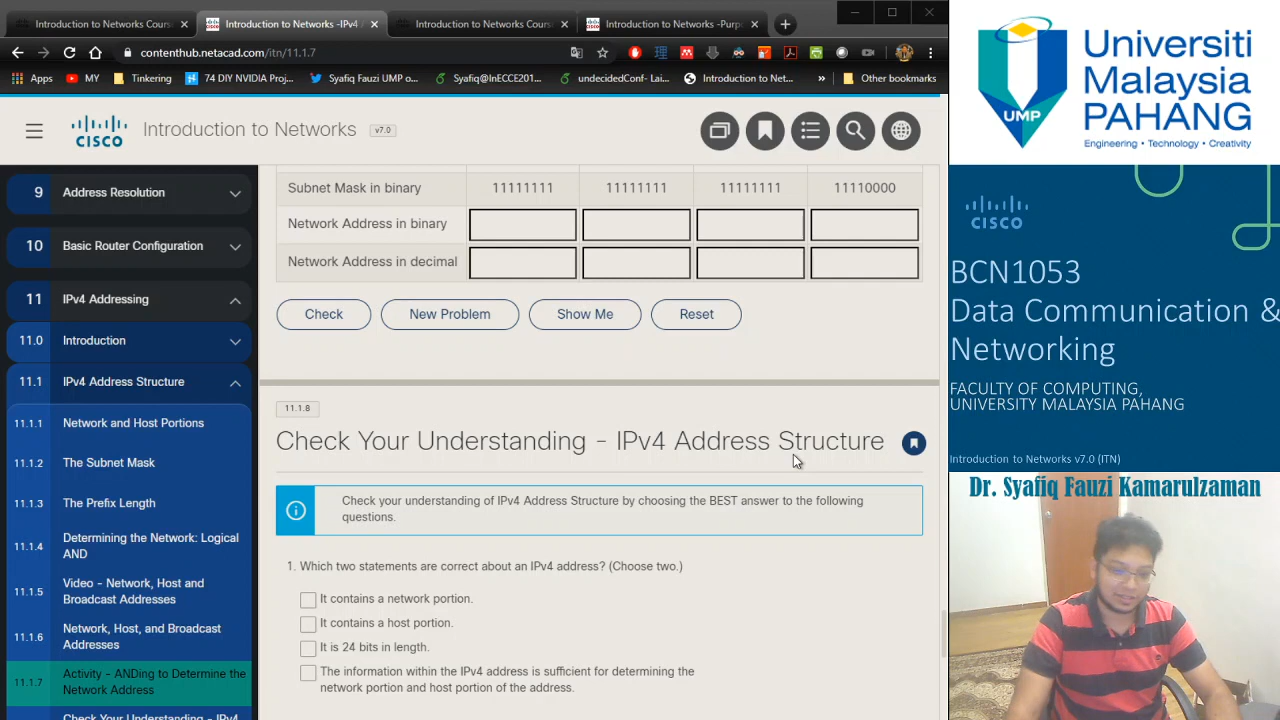 Introduction to Networks Cours
Introduction to Networks -IPv4
Introduction to Networks Cours
Introduction to Networks -Purp
contenthub.netacad.com/itn/11.1.7
Apps
MY
Tinkering
74 DIY NVIDIA Proj...
Syafiq Fauzi UMP o...
Syafiq@InECCE201...
undecidedConf- Lai...
Introduction to Net...
»
Other bookmarks
CISCO
Introduction to Networks
v7.0
9
Address Resolution
10
Basic Router Configuration
11
IPv4 Addressing
11.0
Introduction
11.1
IPv4 Address Structure
11.1.1
Network and Host Portions
11.1.2
The Subnet Mask
11.1.3
The Prefix Length
11.1.4
Determining the Network: Logical
AND
11.1.5
Video - Network, Host and
Broadcast Addresses
11.1.6
Network, Host, and Broadcast
Addresses
11.1.7
Activity - ANDing to Determine the
Network Address
Check Your Understanding - IPv4
Subnet Mask in binary 11111111 11111111 11111111 11110000
Network Address in binary
Network Address in decimal
Check
New Problem
Show Me
Reset
11.1.8
Check Your Understanding - IPv4 Address Structure
Check your understanding of IPv4 Address Structure by choosing the BEST answer to the following
questions.
1. Which two statements are correct about an IPv4 address? (Choose two.)
It contains a network portion.
It contains a host portion.
It is 24 bits in length.
The information within the IPv4 address is sufficient for determining the
network portion and host portion of the address.
UMP
Universiti
Malaysia
PAHANG
Engineering • Technology • Creativity
CISCO
BCN1053
Data Communication &
Networking
FACULTY OF COMPUTING,
UNIVERSITY MALAYSIA PAHANG
Introduction to Networks v7.0 (ITN)
Dr. Syafiq Fauzi Kamarulzaman